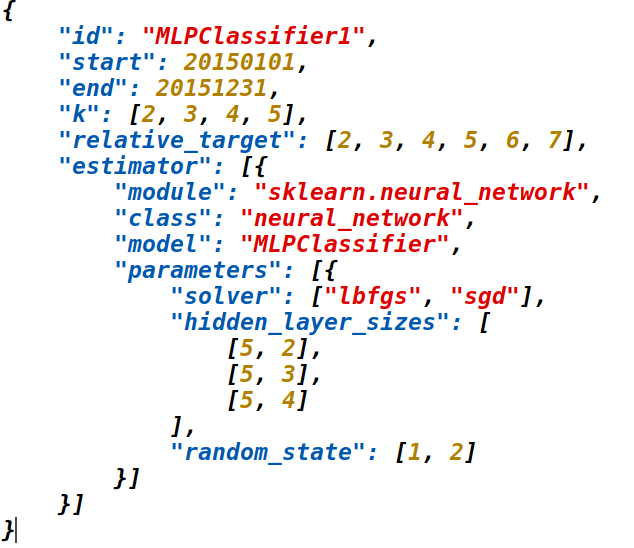 {
    "id": "MLPClassifier1",
    "start": 20150101,
    "end": 20151231,
    "k": [2, 3, 4, 5],
    "relative_target": [2, 3, 4, 5, 6, 7],
    "estimator": [{
        "module": "sklearn.neural_network",
        "class": "neural_network",
        "model": "MLPClassifier",
        "parameters": [{
            "solver": ["lbfgs", "sgd"],
            "hidden_layer_sizes": [
                [5, 2],
                [5, 3],
                [5, 4]
            ],
            "random_state": [1, 2]
        }]
    }]
}